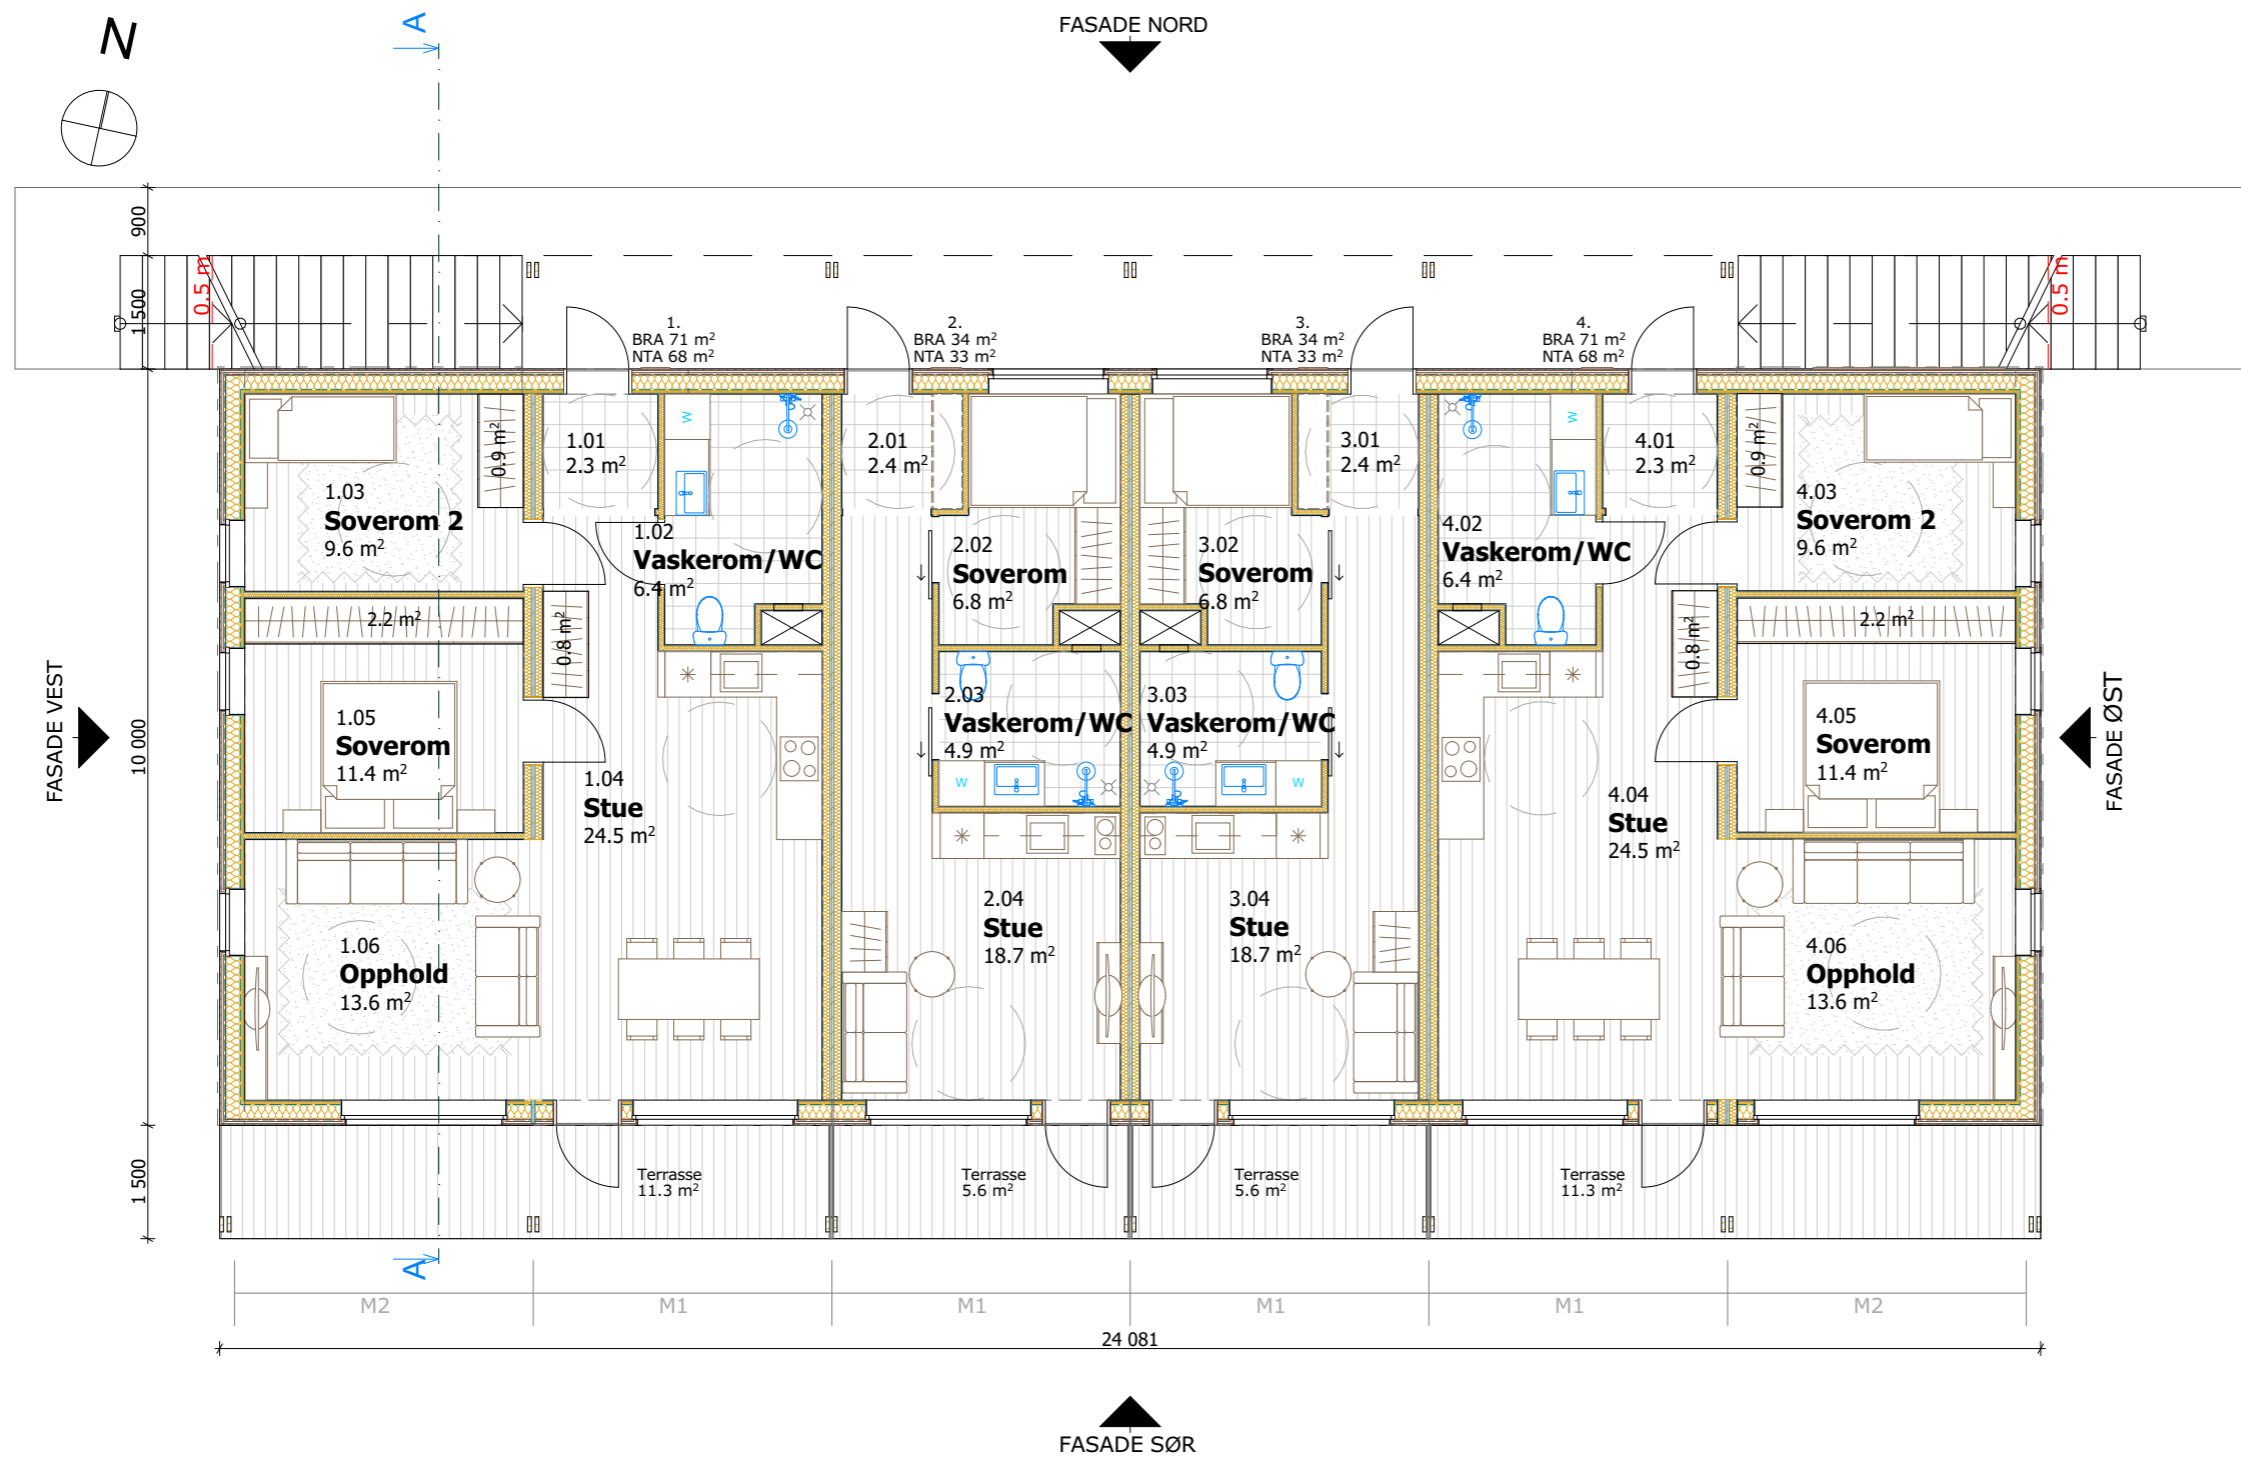 N
A
FASADE NORD
900
0.5 m
0.5 m
1 500
1.
BRA 71 m²
NTA 68 m²
2.
BRA 34 m²
NTA 33 m²
3.
BRA 34 m²
NTA 33 m²
4.
BRA 71 m²
NTA 68 m²
1.03
Soverom 2
9.6 m²
0.9 m²
1.01
2.3 m²
W
1.02
Vaskerom/WC
6.4 m²
2.01
2.4 m²
2.02
Soverom
6.8 m²
3.02
Soverom
6.8 m²
3.01
2.4 m²
4.02
Vaskerom/WC
6.4 m²
W
4.01
2.3 m²
0.9 m²
4.03
Soverom 2
9.6 m²
2.2 m²
0.8 m²
0.8 m²
2.2 m²
FASADE VEST
10 000
1.05
Soverom
11.4 m²
1.04
Stue
24.5 m²
2.03
Vaskerom/WC
4.9 m²
W
3.03
Vaskerom/WC
4.9 m²
W
4.04
Stue
24.5 m²
4.05
Soverom
11.4 m²
FASADE ØST
1.06
Opphold
13.6 m²
2.04
Stue
18.7 m²
3.04
Stue
18.7 m²
4.06
Opphold
13.6 m²
1 500
Terrasse
11.3 m²
Terrasse
5.6 m²
Terrasse
5.6 m²
Terrasse
11.3 m²
A
M2
M1
M1
M1
M1
M2
24 081
FASADE SØR